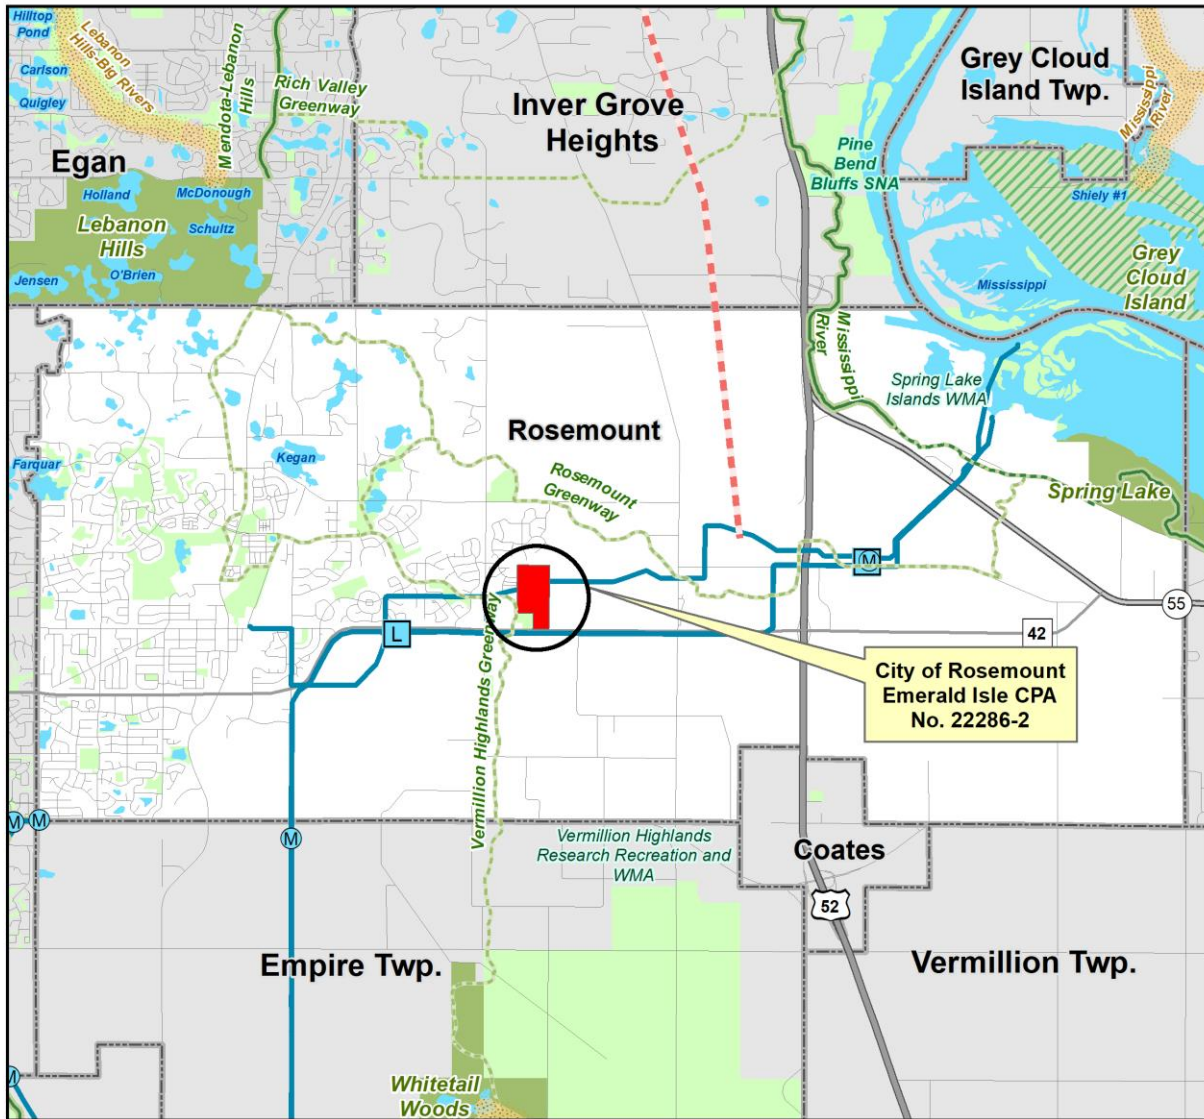 Hilltop
Pond
Carlson
Quigley
Lebanon
Hills-Big Rivers
Mendota-Lebanon
Hills
Rich Valley
Greenway
Egan
Holland
McDonough
Lebanon
Hills
Schultz
Jensen
O'Brien
Inver Grove
Heights
Pine
Bend
Bluffs SNA
Grey Cloud
Island Twp.
Mississippi
River
Shiely #1
Grey
Cloud
Island
Mississippi
Mississippi
River
Spring Lake
Islands WMA
Rosemount
Farquar
Kegan
Rosemount
Greenway
Spring Lake
M
55
L
42
City of Rosemount
Emerald Isle CPA
No. 22286-2
Vermillion Highlands Greenway
M
M
M
Vermillion Highlands
Research Recreation and
WMA
Coates
52
Empire Twp.
Vermillion Twp.
M
Whitetail
Woods